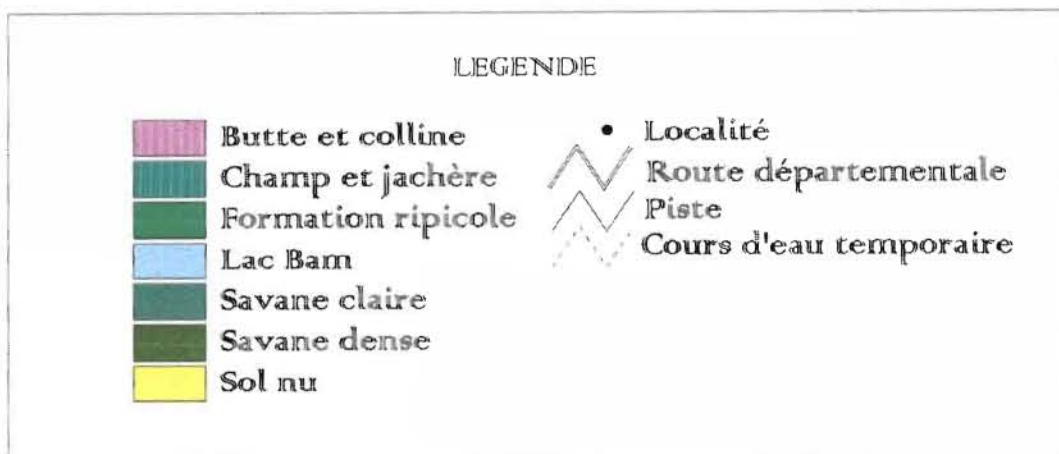 LEGENDE
Butte et colline
Champ et jachère
Formation ripicole
Lac Bam
Savane claire
Savane dense
Sol nu
Localité
Route départementale
Piste
Cours d'eau temporaire